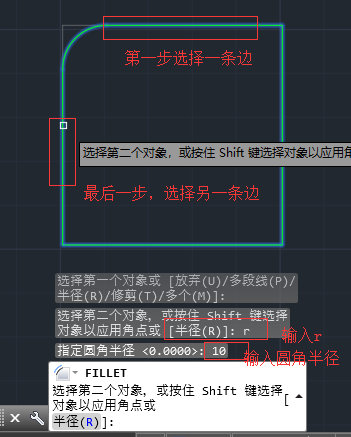 第一步选择一条边
选择第二个对象，或按住 Shift 键选择对象以应用角
最后一步，选择另一条边
选择第一个对象或 [放弃(U)/多段线(P)/
半径(R)/修剪(T)/多个(M)]:
选择第二个对象，或按住 Shift 键选择
对象以应用角点或 [半径(R)]: r
输入r
指定圆角半径 <0.0000>: 10
输入圆角半径
FILLET
选择第二个对象，或按住 Shift 键选择
对象以应用角点或 [
半径(R)]: